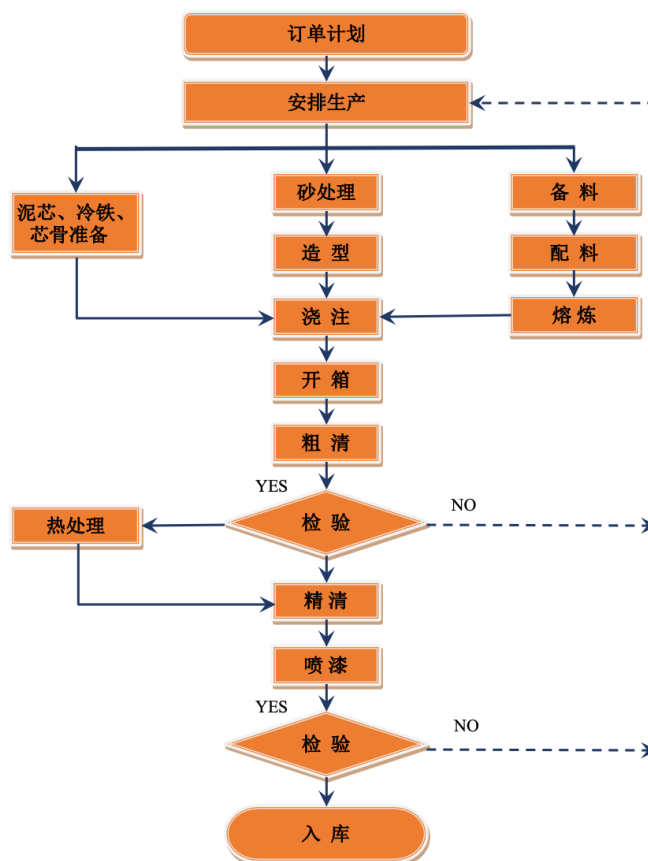 订单计划
安排生产
泥芯、冷铁、
芯骨准备
砂处理
备 料
造 型
配 料
浇 注
熔 炼
开 箱
粗 清
YES
检 验
NO
热处理
精 清
喷 漆
YES
检 验
NO
入 库